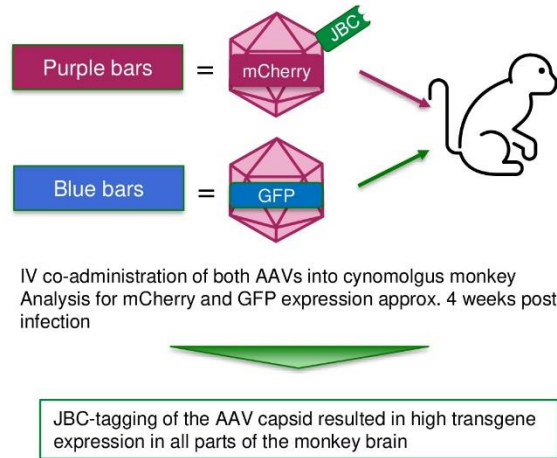 JBC
Purple bars = mCherry
Blue bars = GFP
IV co-administration of both AAVs into cynomolgus monkey
Analysis for mCherry and GFP expression approx. 4 weeks post
infection
JBC-tagging of the AAV capsid resulted in high transgene
expression in all parts of the monkey brain